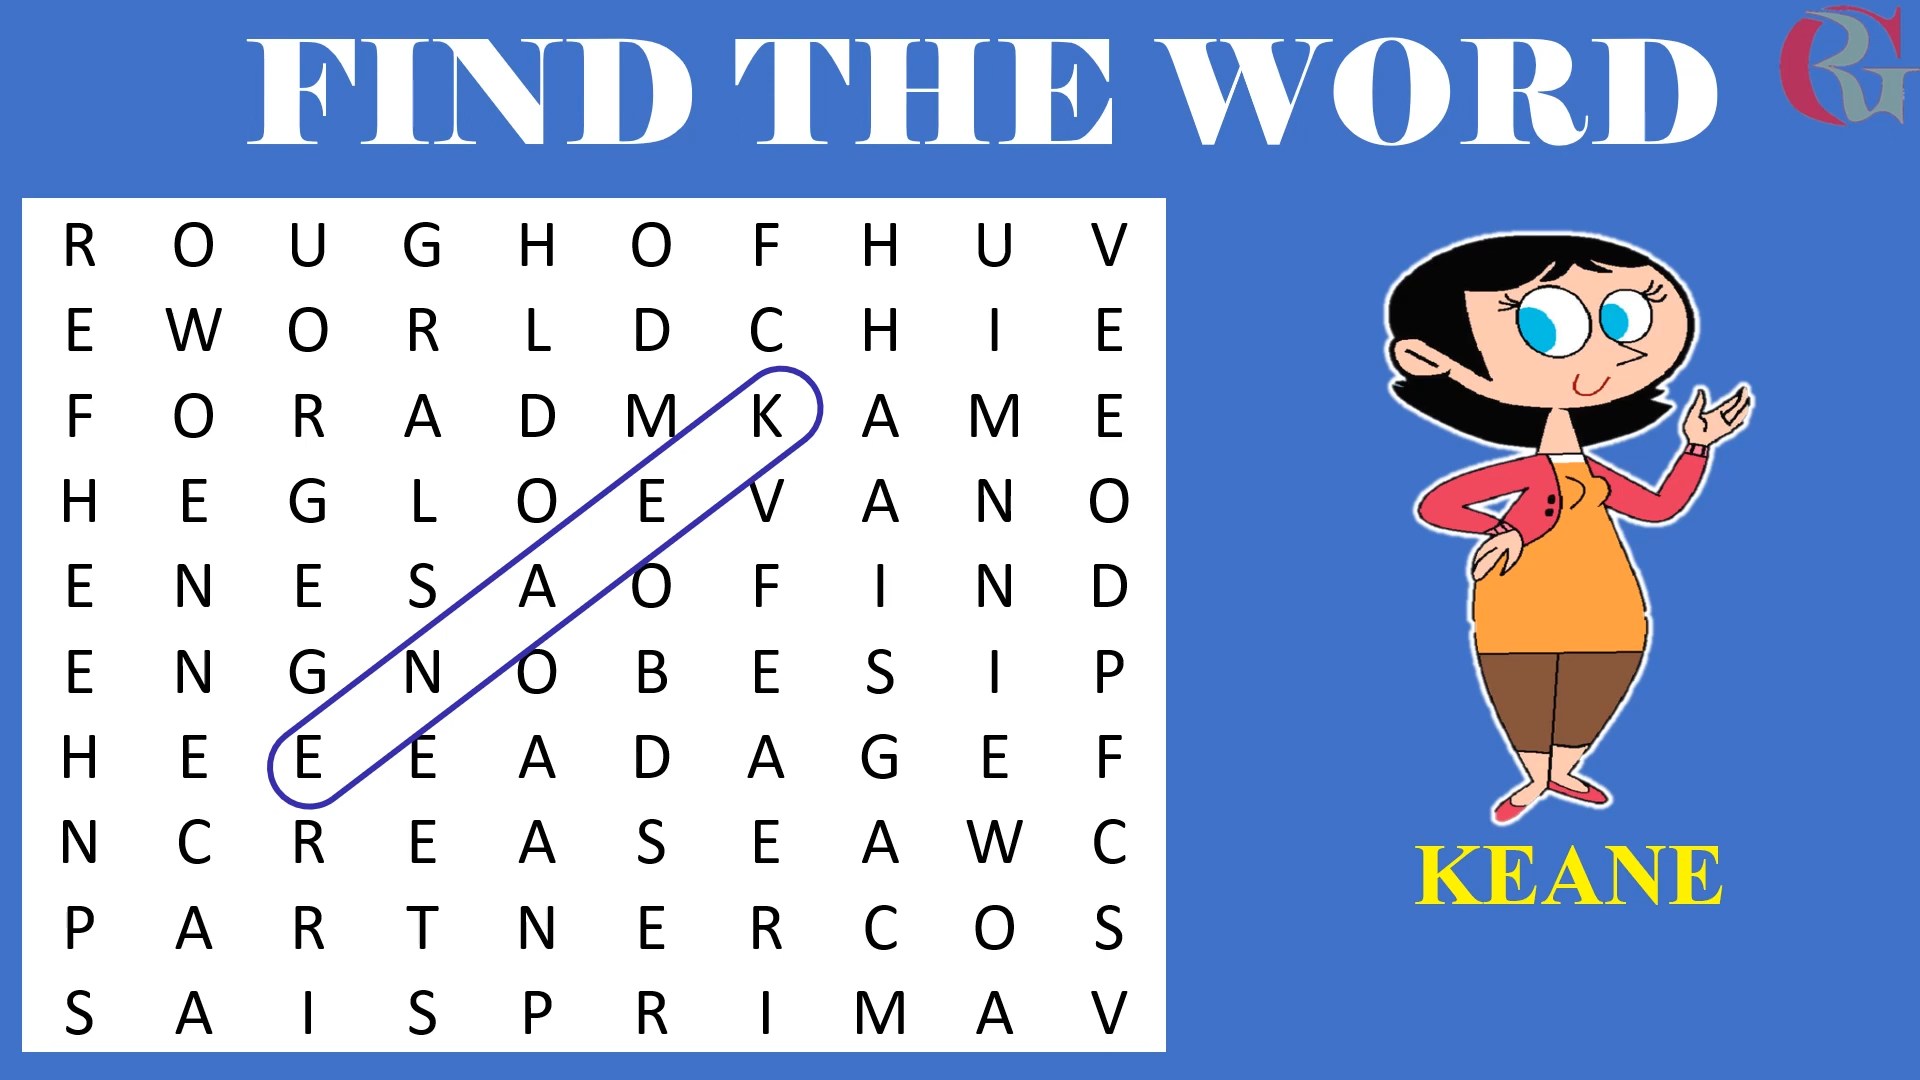 FIND THE WORD
R O U G H O F H U V
E W O R L D C H I E
F O R A D M K A M E
H E G L O E V A N O
E N E S A O F I N D
E N G N O B E S I P
H E E E A D A G E F
N C R E A S E A W C
P A R T N E R C O S
S A I S P R I M A V
KEANE